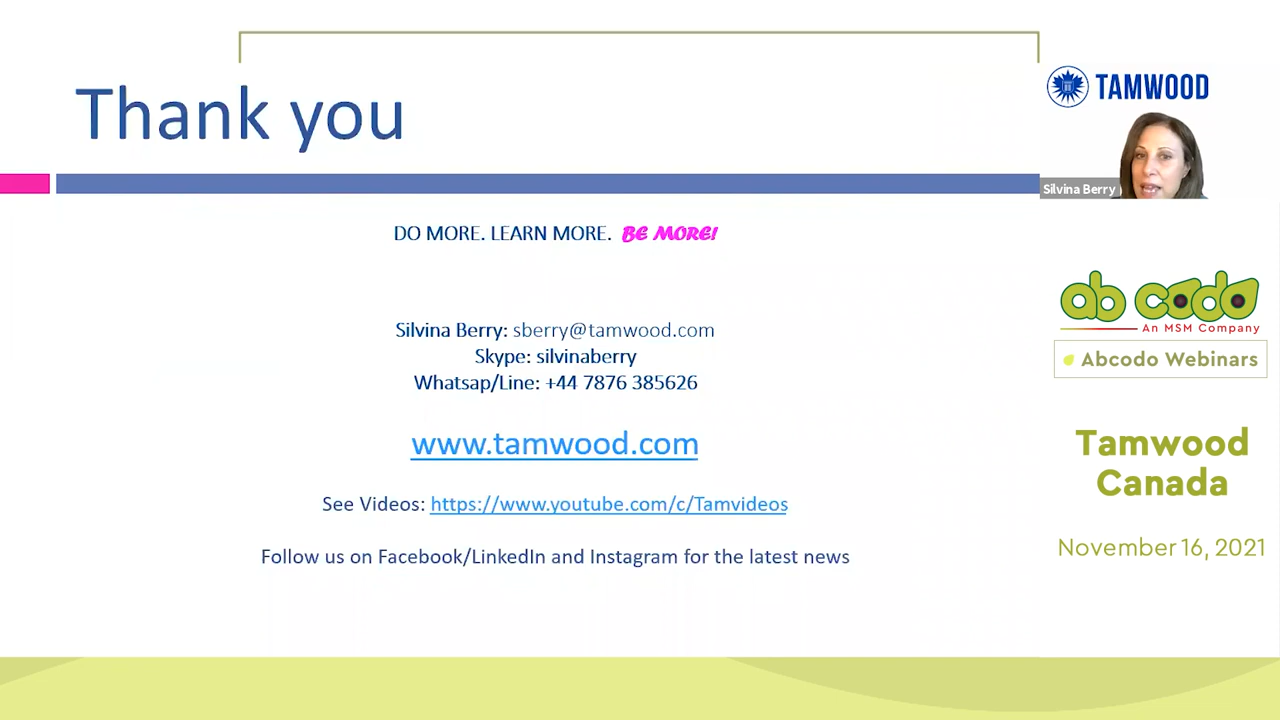 Thank you
TAMWOOD
Silvina Berry
DO MORE. LEARN MORE. BE MORE!
Silvina Berry: sberry@tamwood.com
Skype: silvinaberry
Whatsap/Line: +44 7876 385626
www.tamwood.com
See Videos: https://www.youtube.com/c/Tamvideos
Follow us on Facebook/LinkedIn and Instagram for the latest news
abcodo
An MSM Company
Abcodo Webinars
Tamwood
Canada
November 16, 2021